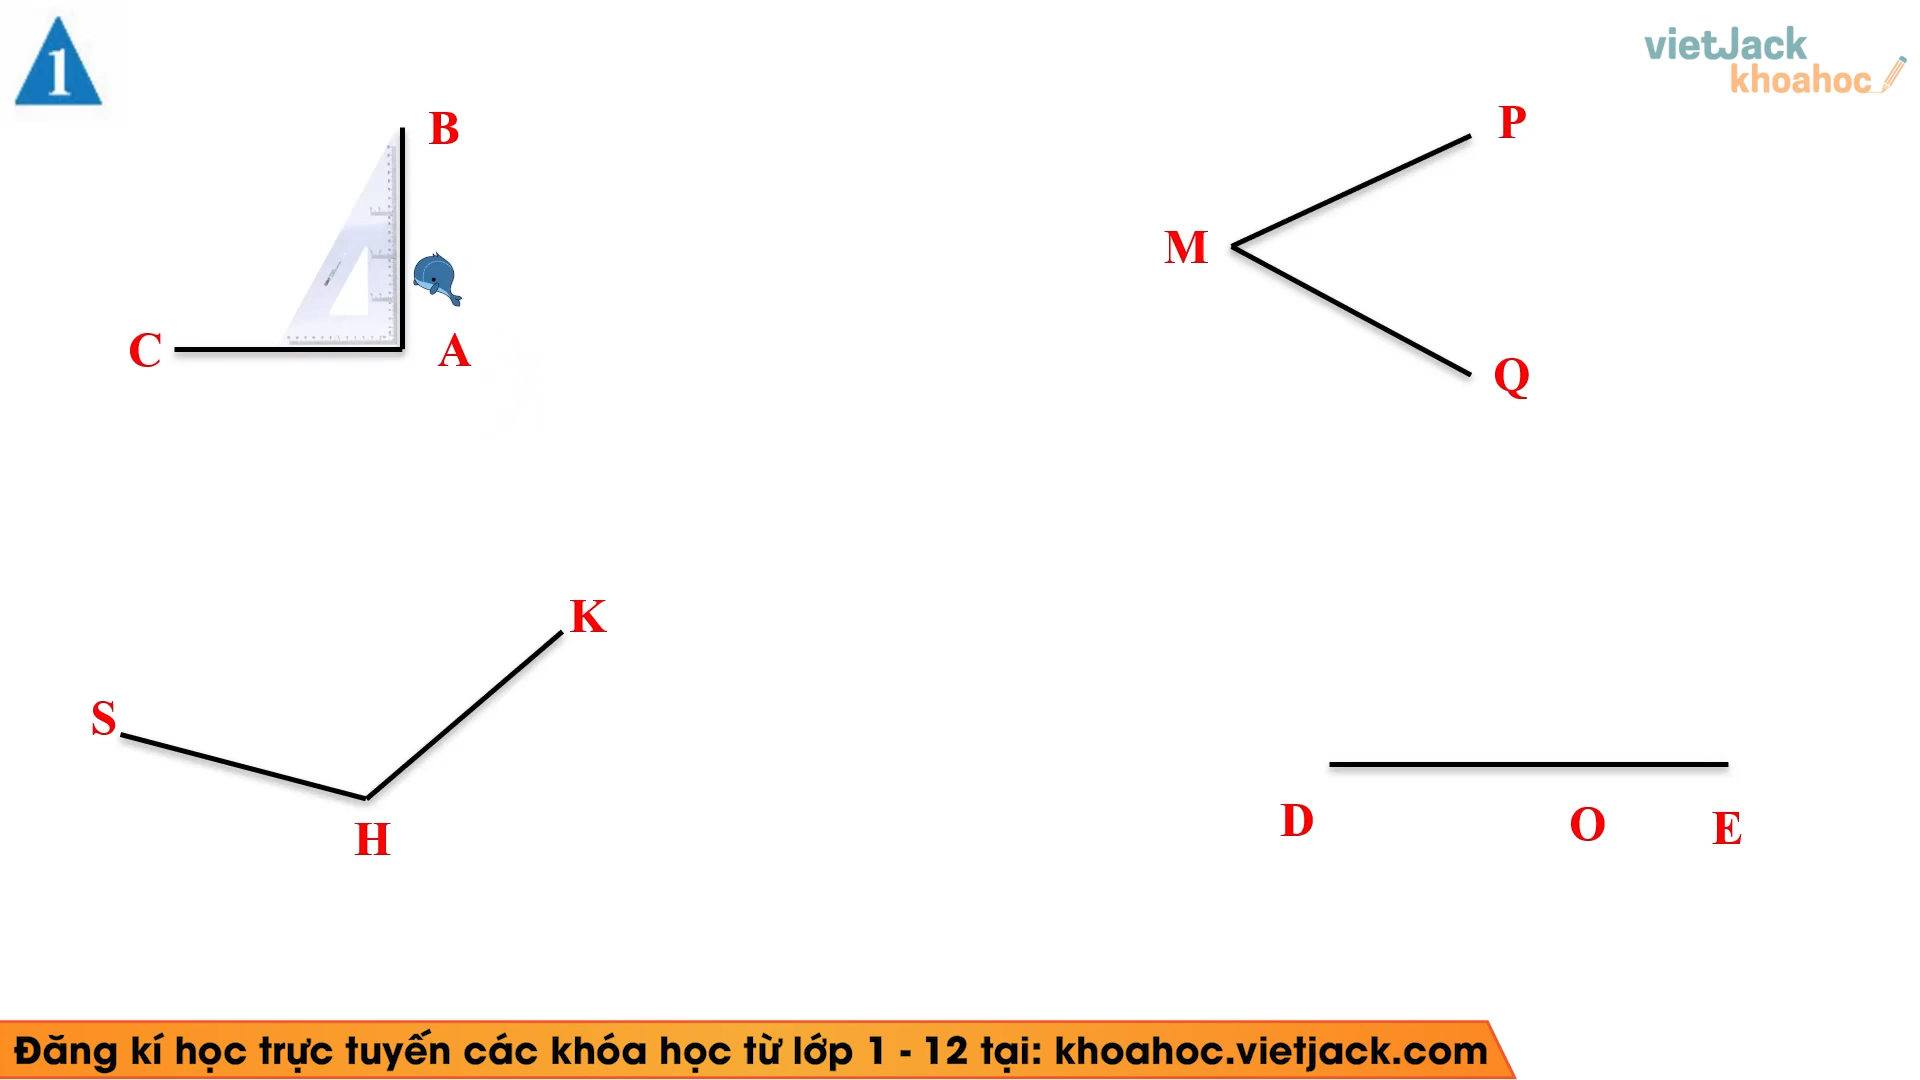 1
vietJack
khoahoc
B
P
M
C
A
Q
K
S
H
D
O
E
Đăng kí học trực tuyến các khóa học từ lớp 1 - 12 tại: khoahoc.vietjack.com